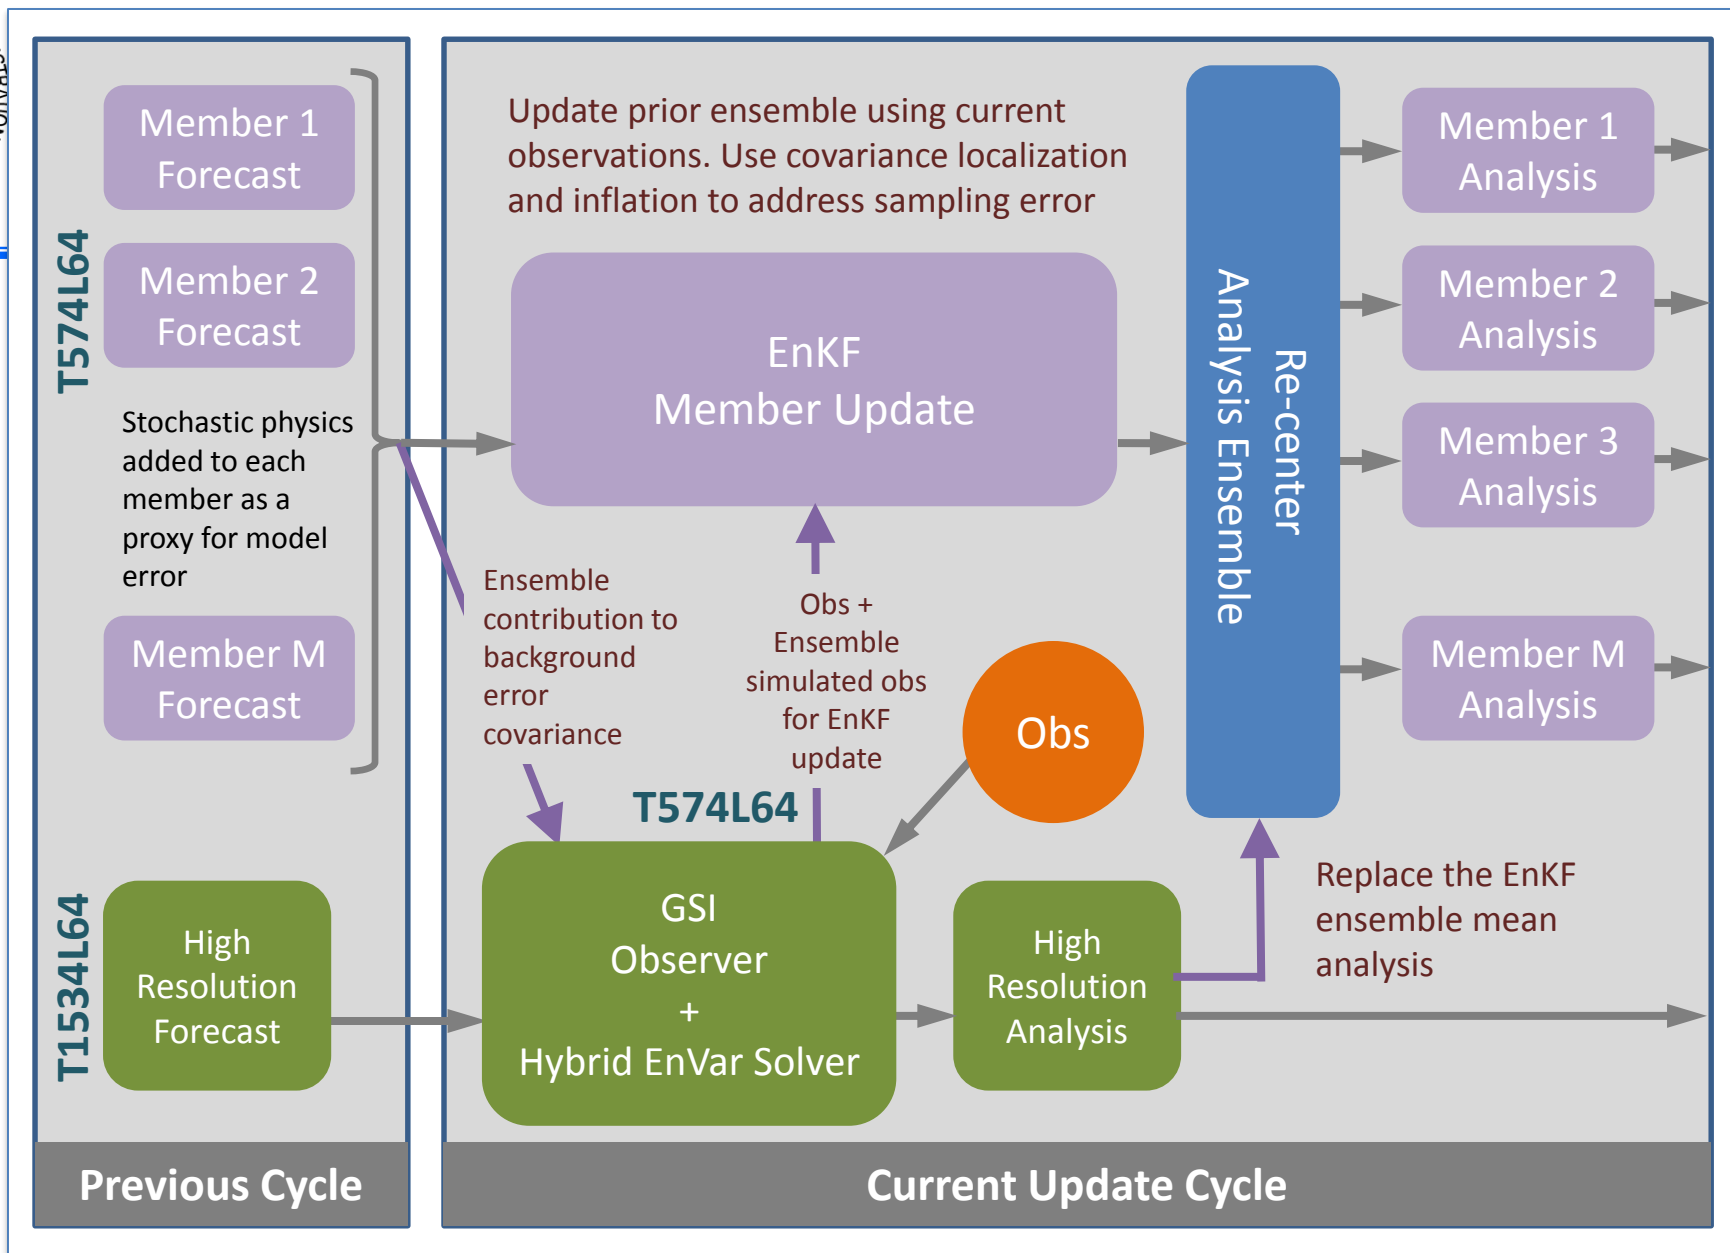 T574L64
Member 1
Forecast
Member 2
Forecast
Stochastic physics
added to each
member as a
proxy for model
error
Member M
Forecast
T1534L64
High
Resolution
Forecast
Previous Cycle
Update prior ensemble using current
observations. Use covariance localization
and inflation to address sampling error
EnKF
Member Update
Ensemble
contribution to
background
error
covariance
Obs +
Ensemble
simulated obs
for EnKF
update
T574L64
Obs
GSI
Observer
+
Hybrid EnVar Solver
High
Resolution
Analysis
Re-center
Analysis Ensemble
Replace the EnKF
ensemble mean
analysis
Member 1
Analysis
Member 2
Analysis
Member 3
Analysis
Member M
Analysis
Current Update Cycle